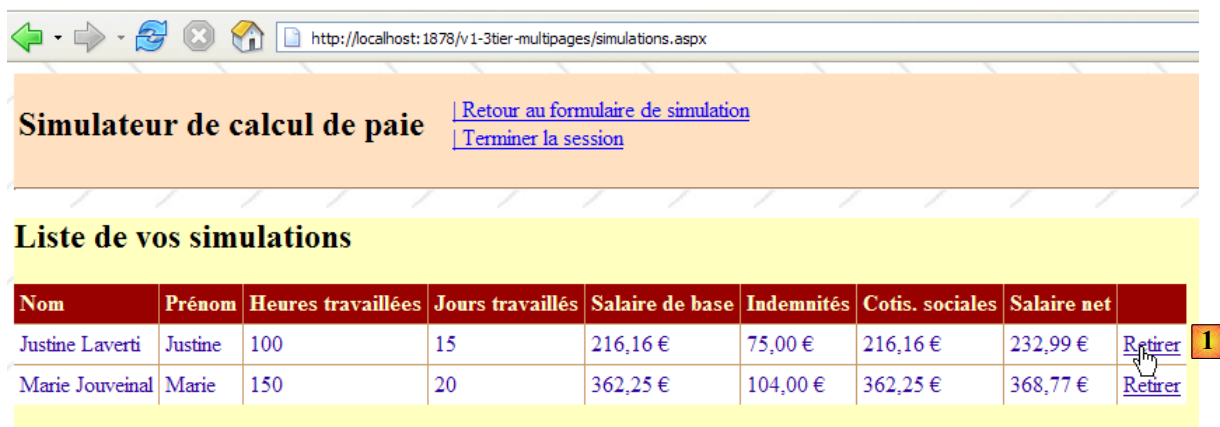 http://localhost:1878/v1-3tier-multipages/simulations.aspx
Simulateur de calcul de paie
| Retour au formulaire de simulation
| Terminer la session
Liste de vos simulations
Nom Prénom Heures travaillées Jours travaillés Salaire de base Indemnités Cotis. sociales Salaire net
Justine Laverti Justine 100 15 216,16 € 75,00 € 216,16 € 232,99 € Retirer 1
Marie Jouveinal Marie 150 20 362,25 € 104,00 € 362,25 € 368,77 € Retirer